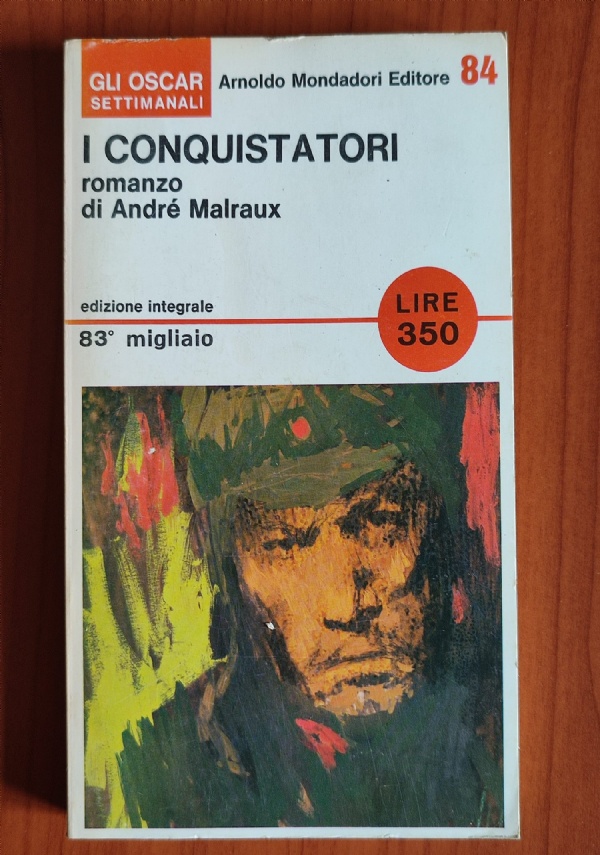 GLI OSCAR
SETTIMANALI
Arnoldo Mondadori Editore 84
I CONQUISTATORI
romanzo
di André Malraux
edizione integrale
83° migliaio
LIRE
350